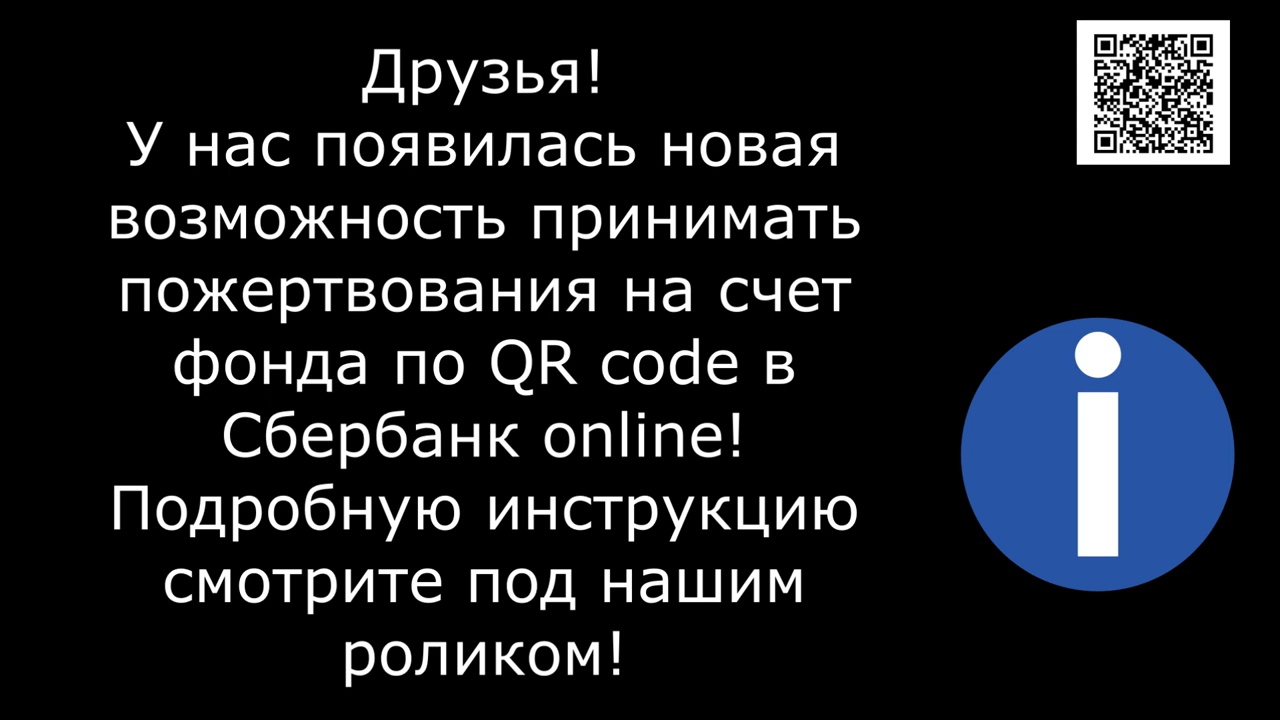 Друзья!
У нас появилась новая
возможность принимать
пожертвования на счет
фонда по QR code в
Сбербанк online!
Подробную инструкцию
смотрите под нашим
роликом!